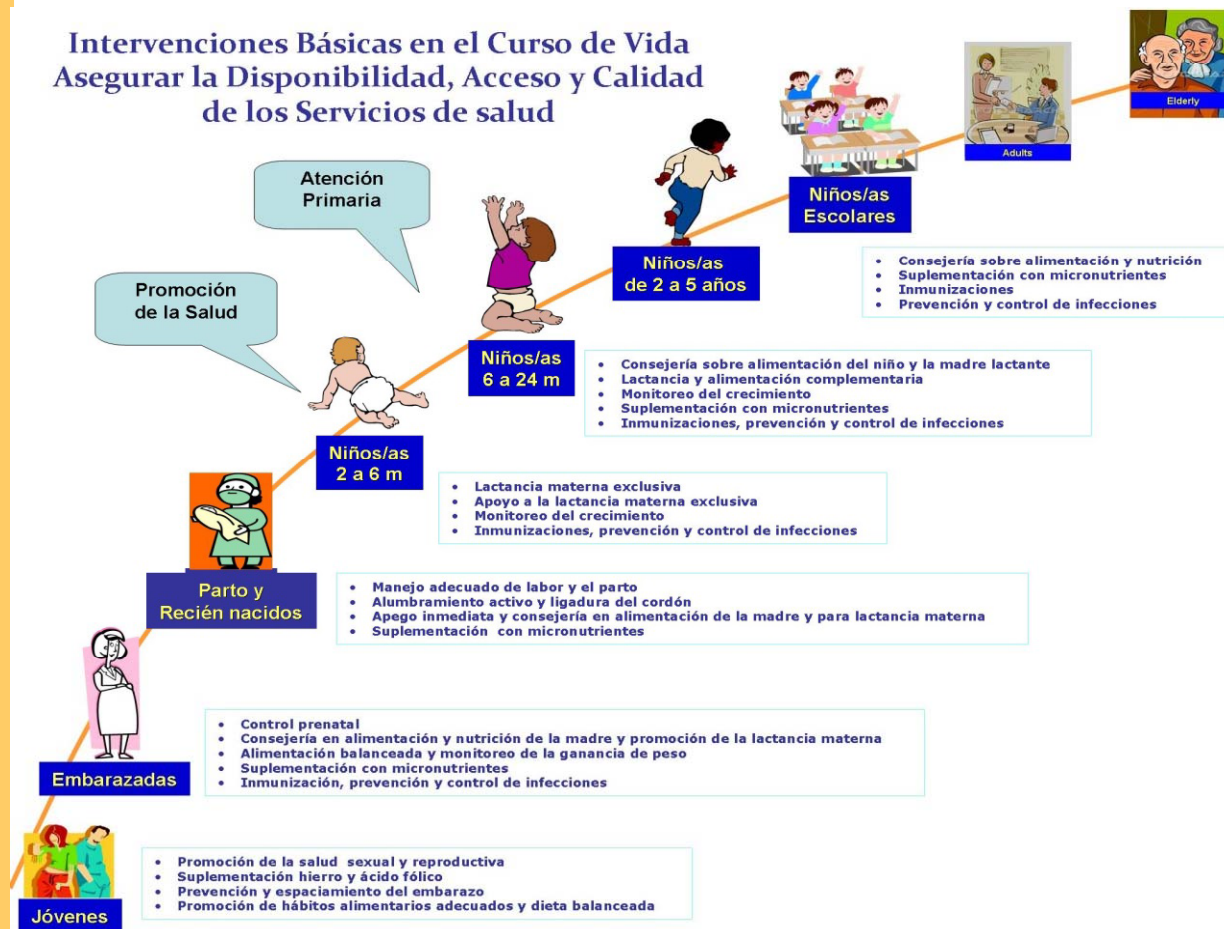 Intervenciones Básicas en el Curso de Vida
Asegurar la Disponibilidad, Acceso y Calidad
de los Servicios de salud
Elderly
Adults
Atención
Primaria
Niños/as
Escolares
Niños/as
de 2 a 5 años
• Consejería sobre alimentación y nutrición
• Suplementación con micronutrientes
• Inmunizaciones
• Prevención y control de infecciones
Promoción
de la Salud
Niños/as
6 a 24 m
• Consejería sobre alimentación del niño y la madre lactante
• Lactancia y alimentación complementaria
• Monitoreo del crecimiento
• Suplementación con micronutrientes
• Inmunizaciones, prevención y control de infecciones
Niños/as
2 a 6 m
• Lactancia materna exclusiva
• Apoyo a la lactancia materna exclusiva
• Monitoreo del crecimiento
• Inmunizaciones, prevención y control de infecciones
Parto y
Recién nacidos
• Manejo adecuado de labor y el parto
• Alumbramiento activo y ligadura del cordón
• Apego inmediata y consejería en alimentación de la madre y para lactancia materna
• Suplementación con micronutrientes
Embarazadas
• Control prenatal
• Consejería en alimentación y nutrición de la madre y promoción de la lactancia materna
• Alimentación balanceada y monitoreo de la ganancia de peso
• Suplementación con micronutrientes
• Inmunización, prevención y control de infecciones
Jóvenes
• Promoción de la salud sexual y reproductiva
• Suplementación hierro y ácido fólico
• Prevención y espaciamiento del embarazo
• Promoción de hábitos alimentarios adecuados y dieta balanceada